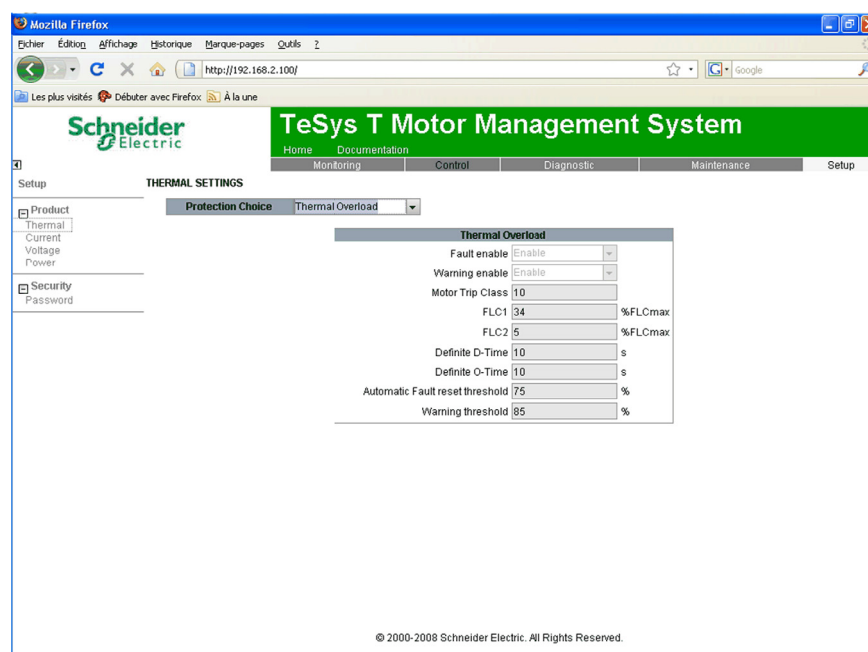 Mozilla Firefox
Fichier Édition Affichage Historique Marque-pages Outils ?
http://192.168.2.100/
G Google
Les plus visités Débuter avec Firefox À la une
Schneider Electric
TeSys T Motor Management System
Home Documentation
Monitoring Control Diagnostic Maintenance Setup
Setup
THERMAL SETTINGS
Protection Choice Thermal Overload
Product
Thermal
Current
Voltage
Power
Security
Password
Thermal Overload
Fault enable Enable
Warning enable Enable
Motor Trip Class 10
FLC1 34 %FLCmax
FLC2 5 %FLCmax
Definite D-Time 10 s
Definite O-Time 10 s
Automatic Fault reset threshold 75 %
Warning threshold 85 %
© 2000-2008 Schneider Electric. All Rights Reserved.